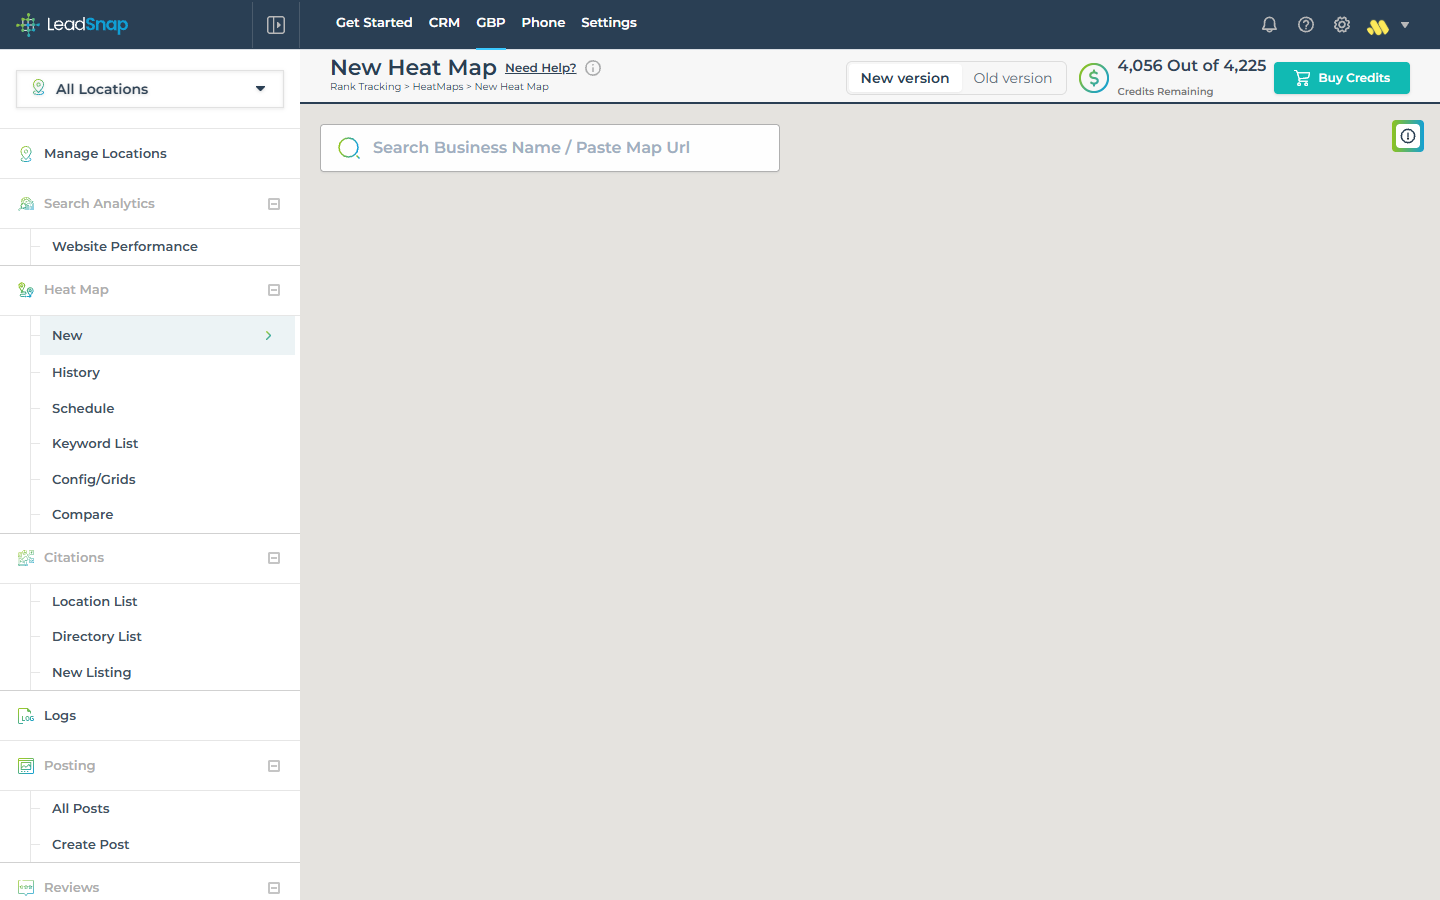 LeadSnap
Get Started CRM GBP Phone Settings
All Locations
Manage Locations
Search Analytics
Website Performance
Heat Map
New
History
Schedule
Keyword List
Config/Grids
Compare
Citations
Location List
Directory List
New Listing
LOG
Logs
Posting
All Posts
Create Post
Reviews
New Heat Map Need Help?
Rank Tracking > HeatMaps > New Heat Map
New version Old version
4,056 Out of 4,225
Credits Remaining
Buy Credits
Search Business Name / Paste Map Url